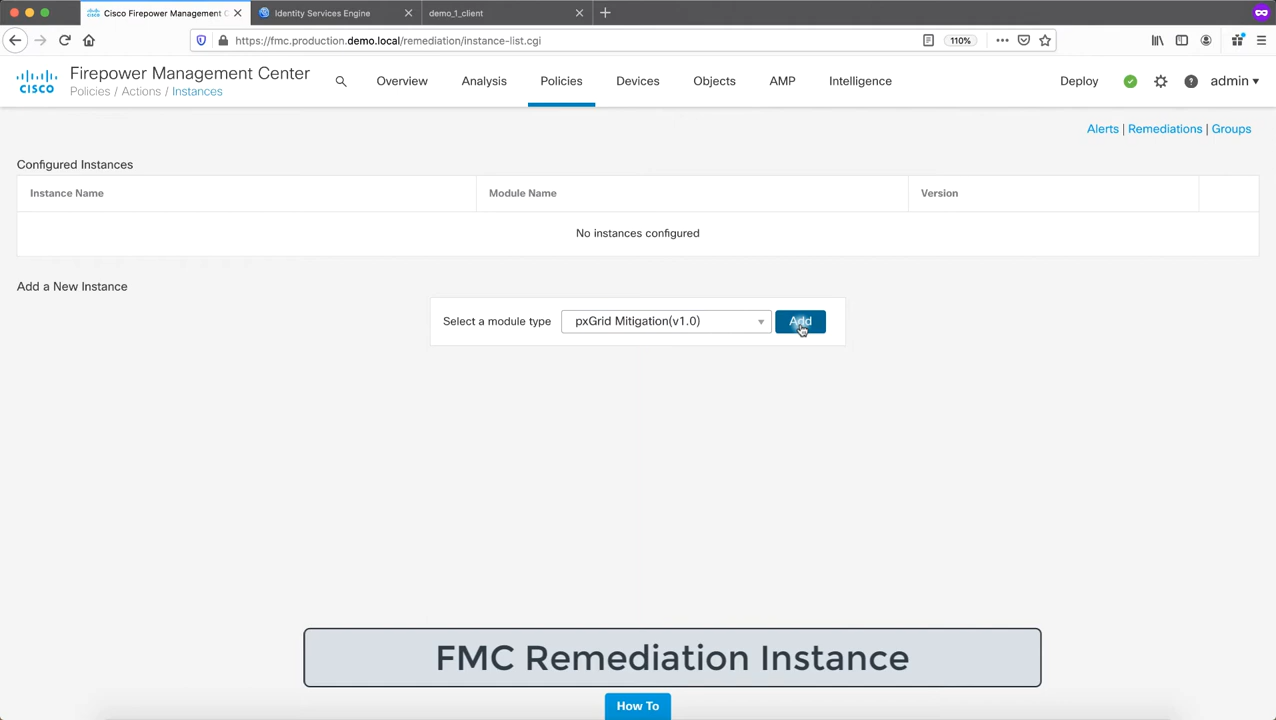 Cisco Firepower Management C
Identity Services Engine
demo_1_client
https://fmc.production.demo.local/remediation/instance-list.cgi
110%
CISCO
Firepower Management Center
Policies / Actions / Instances
Overview
Analysis
Policies
Devices
Objects
AMP
Intelligence
Deploy
admin
Alerts | Remediations | Groups
Configured Instances
Instance Name
Module Name
Version
No instances configured
Add a New Instance
Select a module type
pxGrid Mitigation(v1.0)
Add
FMC Remediation Instance
How To